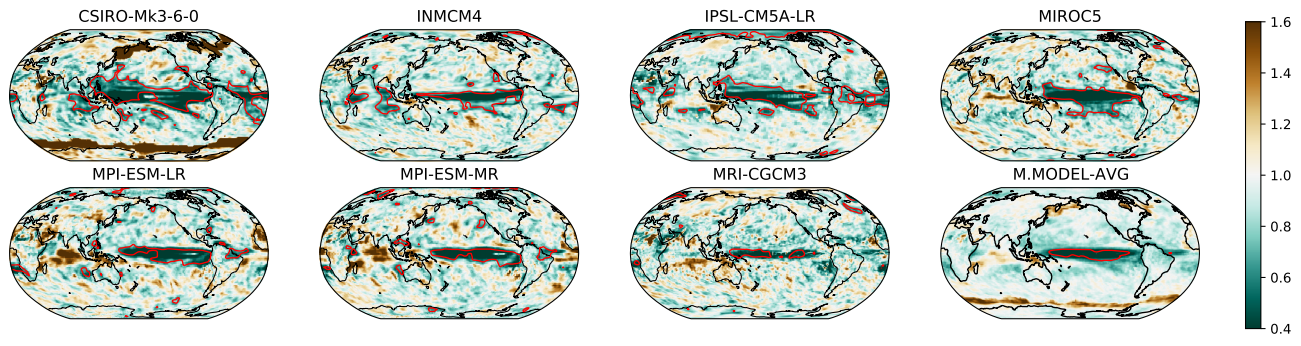 CSIRO-Mk3-6-0
INMCM4
IPSL-CM5A-LR
MIROC5
MPI-ESM-LR
MPI-ESM-MR
MRI-CGCM3
M.MODEL-AVG
1.6
1.4
1.2
1.0
0.8
0.6
0.4